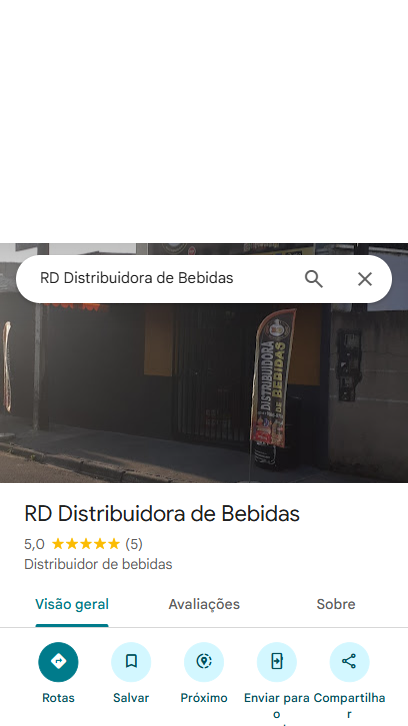 RD Distribuidora de Bebidas
DISTRIBUIDORA
DE BEBIDAS
RD Distribuidora de Bebidas
5,0 (5)
Distribuidor de bebidas
Visão geral Avaliações Sobre
Rotas Salvar Próximo Enviar para o Compartilhar